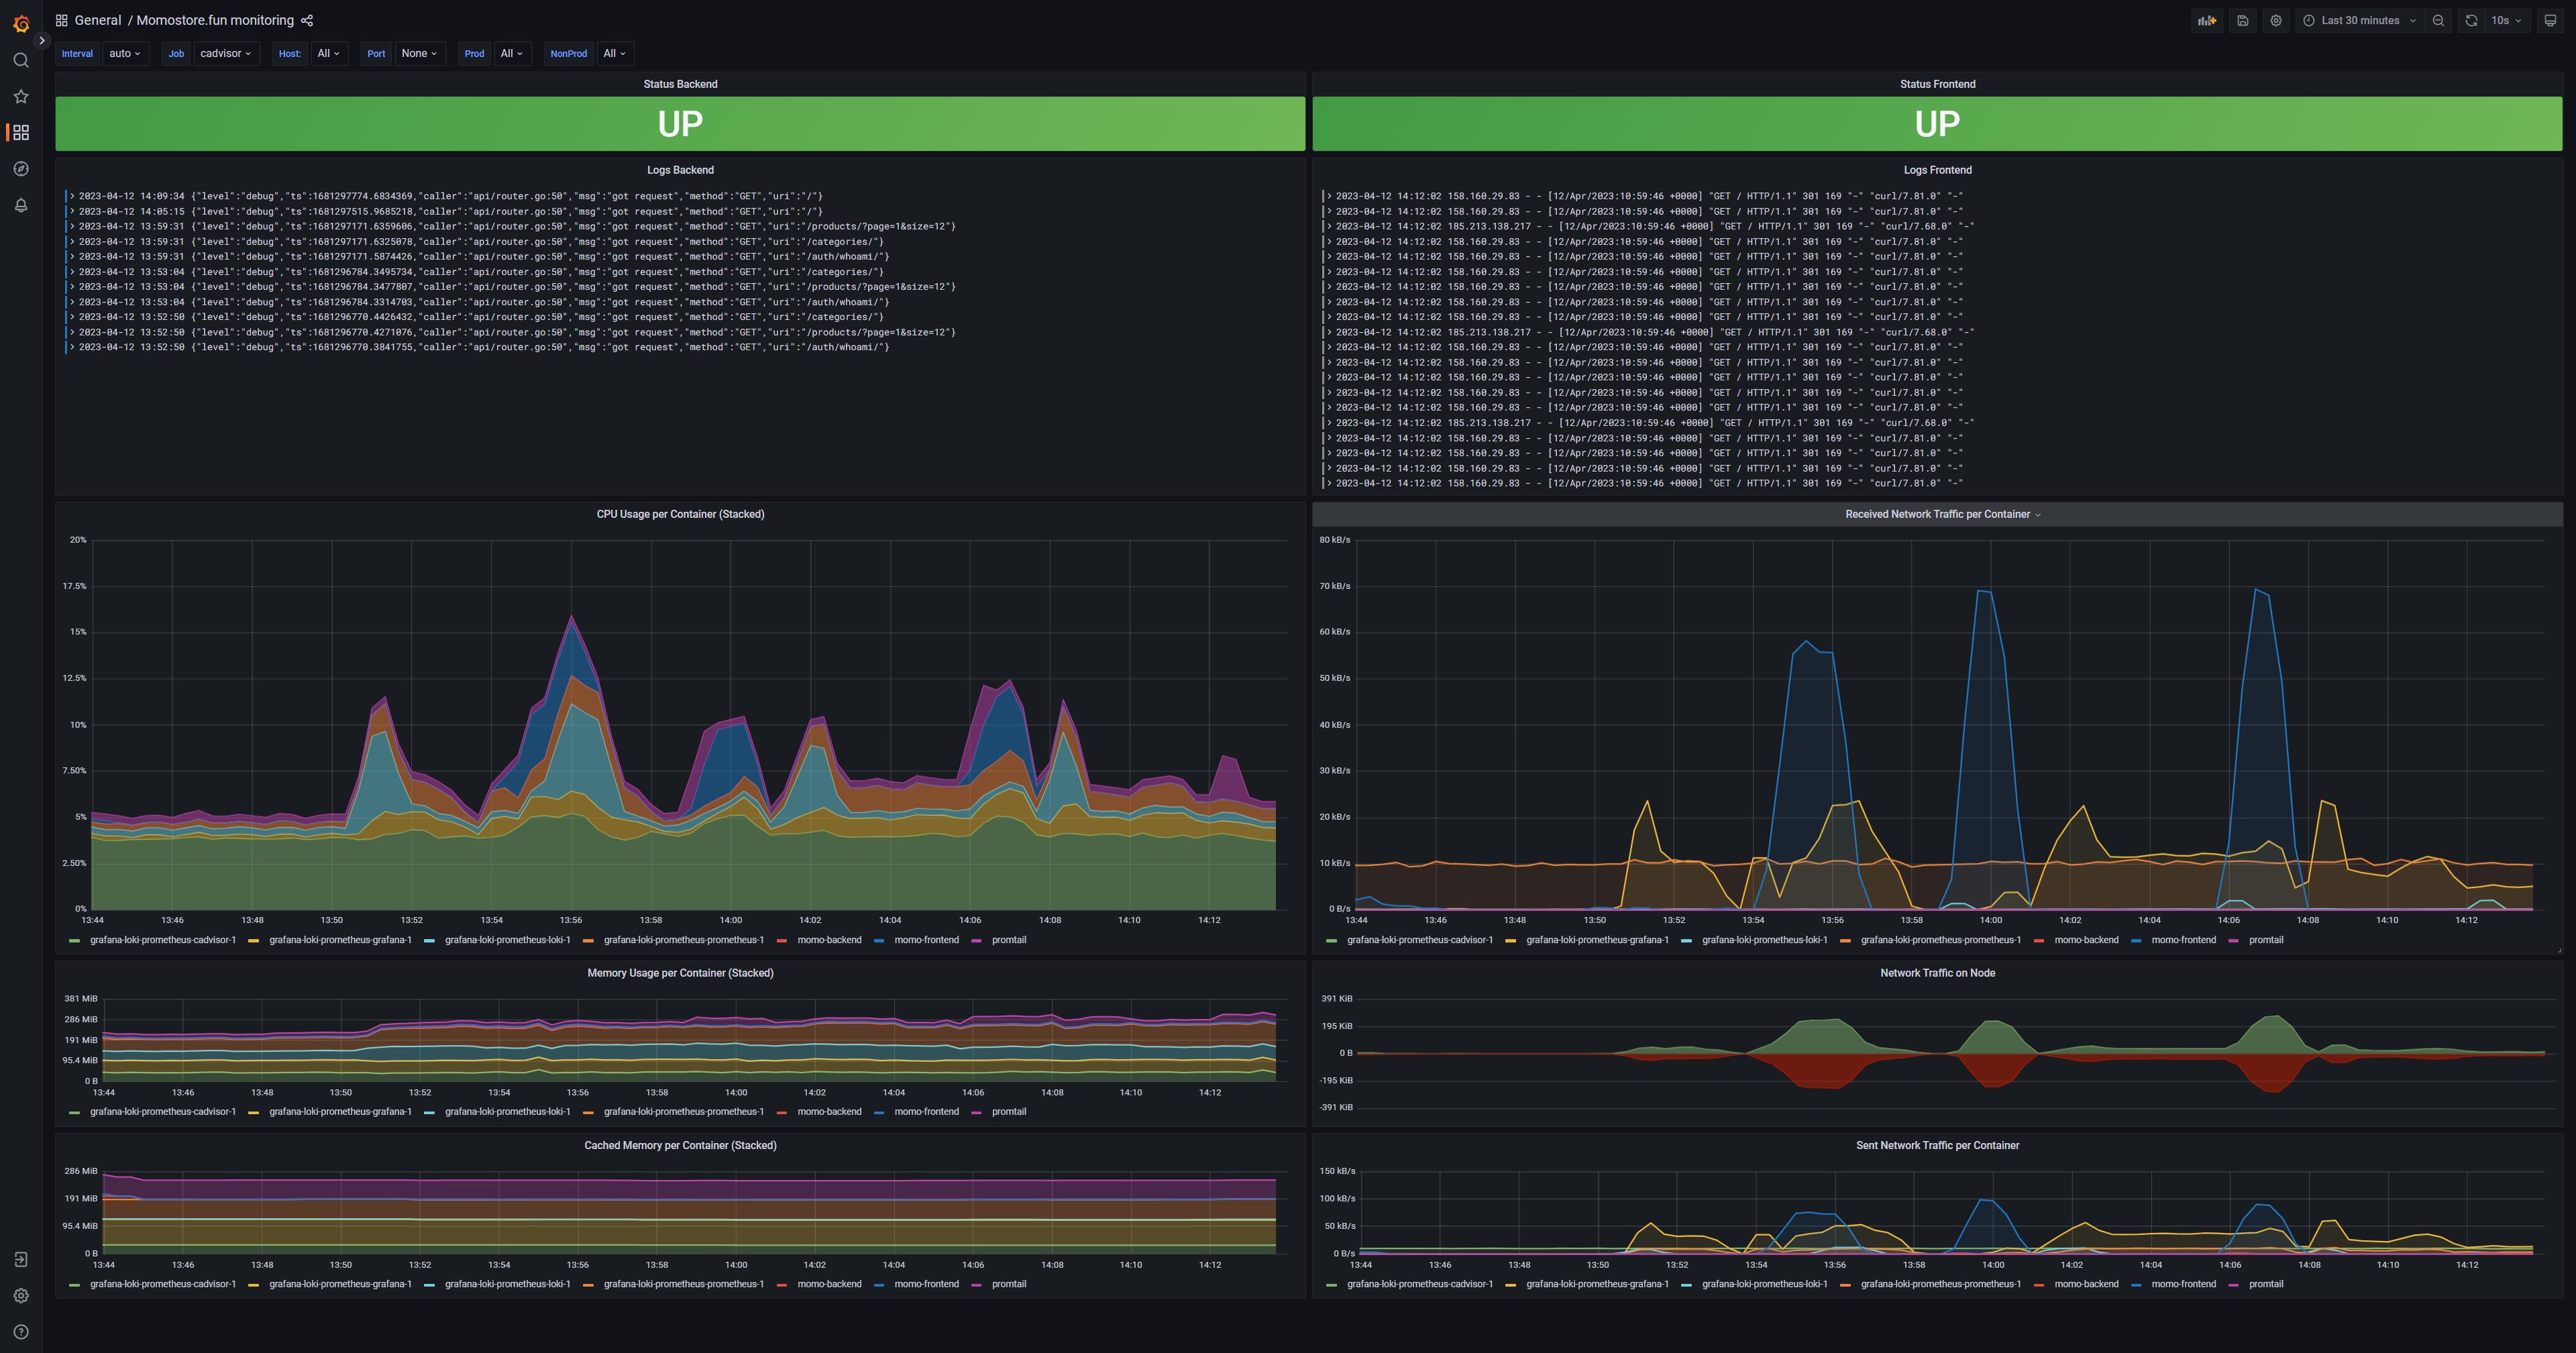 General / Momostore.fun monitoring
Last 30 minutes
10s
Interval auto Job cadvisor Host: All Port None Prod All NonProd All
Status Backend
UP
Status Frontend
UP
Logs Backend
2023-04-12 14:09:34 {"level":"debug","ts":1681297774.6834369,"caller":"api/router.go:50","msg":"got request","method":"GET","uri":"/"}
2023-04-12 14:05:15 {"level":"debug","ts":1681297515.9685218,"caller":"api/router.go:50","msg":"got request","method":"GET","uri":"/"}
2023-04-12 13:59:31 {"level":"debug","ts":1681297171.6359606,"caller":"api/router.go:50","msg":"got request","method":"GET","uri":"/products/?page=1&size=12"}
2023-04-12 13:59:31 {"level":"debug","ts":1681297171.6325078,"caller":"api/router.go:50","msg":"got request","method":"GET","uri":"/categories/"}
2023-04-12 13:59:31 {"level":"debug","ts":1681297171.5874426,"caller":"api/router.go:50","msg":"got request","method":"GET","uri":"/auth/whoami/"}
2023-04-12 13:53:04 {"level":"debug","ts":1681296784.3495734,"caller":"api/router.go:50","msg":"got request","method":"GET","uri":"/categories/"}
2023-04-12 13:53:04 {"level":"debug","ts":1681296784.3477807,"caller":"api/router.go:50","msg":"got request","method":"GET","uri":"/products/?page=1&size=12"}
2023-04-12 13:53:04 {"level":"debug","ts":1681296784.3314703,"caller":"api/router.go:50","msg":"got request","method":"GET","uri":"/auth/whoami/"}
2023-04-12 13:52:50 {"level":"debug","ts":1681296770.4426432,"caller":"api/router.go:50","msg":"got request","method":"GET","uri":"/categories/"}
2023-04-12 13:52:50 {"level":"debug","ts":1681296770.4271076,"caller":"api/router.go:50","msg":"got request","method":"GET","uri":"/products/?page=1&size=12"}
2023-04-12 13:52:50 {"level":"debug","ts":1681296770.3841755,"caller":"api/router.go:50","msg":"got request","method":"GET","uri":"/auth/whoami/"}
Logs Frontend
2023-04-12 14:12:02 158.160.29.83 - - [12/Apr/2023:10:59:46 +0000] "GET / HTTP/1.1" 301 169 "-" "curl/7.81.0" "-"
2023-04-12 14:12:02 158.160.29.83 - - [12/Apr/2023:10:59:46 +0000] "GET / HTTP/1.1" 301 169 "-" "curl/7.81.0" "-"
2023-04-12 14:12:02 185.213.138.217 - - [12/Apr/2023:10:59:46 +0000] "GET / HTTP/1.1" 301 169 "-" "curl/7.68.0" "-"
2023-04-12 14:12:02 158.160.29.83 - - [12/Apr/2023:10:59:46 +0000] "GET / HTTP/1.1" 301 169 "-" "curl/7.81.0" "-"
2023-04-12 14:12:02 158.160.29.83 - - [12/Apr/2023:10:59:46 +0000] "GET / HTTP/1.1" 301 169 "-" "curl/7.81.0" "-"
2023-04-12 14:12:02 158.160.29.83 - - [12/Apr/2023:10:59:46 +0000] "GET / HTTP/1.1" 301 169 "-" "curl/7.81.0" "-"
2023-04-12 14:12:02 158.160.29.83 - - [12/Apr/2023:10:59:46 +0000] "GET / HTTP/1.1" 301 169 "-" "curl/7.81.0" "-"
2023-04-12 14:12:02 158.160.29.83 - - [12/Apr/2023:10:59:46 +0000] "GET / HTTP/1.1" 301 169 "-" "curl/7.81.0" "-"
2023-04-12 14:12:02 158.160.29.83 - - [12/Apr/2023:10:59:46 +0000] "GET / HTTP/1.1" 301 169 "-" "curl/7.81.0" "-"
2023-04-12 14:12:02 185.213.138.217 - - [12/Apr/2023:10:59:46 +0000] "GET / HTTP/1.1" 301 169 "-" "curl/7.68.0" "-"
2023-04-12 14:12:02 158.160.29.83 - - [12/Apr/2023:10:59:46 +0000] "GET / HTTP/1.1" 301 169 "-" "curl/7.81.0" "-"
2023-04-12 14:12:02 158.160.29.83 - - [12/Apr/2023:10:59:46 +0000] "GET / HTTP/1.1" 301 169 "-" "curl/7.81.0" "-"
2023-04-12 14:12:02 158.160.29.83 - - [12/Apr/2023:10:59:46 +0000] "GET / HTTP/1.1" 301 169 "-" "curl/7.81.0" "-"
2023-04-12 14:12:02 158.160.29.83 - - [12/Apr/2023:10:59:46 +0000] "GET / HTTP/1.1" 301 169 "-" "curl/7.81.0" "-"
2023-04-12 14:12:02 158.160.29.83 - - [12/Apr/2023:10:59:46 +0000] "GET / HTTP/1.1" 301 169 "-" "curl/7.81.0" "-"
2023-04-12 14:12:02 185.213.138.217 - - [12/Apr/2023:10:59:46 +0000] "GET / HTTP/1.1" 301 169 "-" "curl/7.68.0" "-"
2023-04-12 14:12:02 158.160.29.83 - - [12/Apr/2023:10:59:46 +0000] "GET / HTTP/1.1" 301 169 "-" "curl/7.81.0" "-"
2023-04-12 14:12:02 158.160.29.83 - - [12/Apr/2023:10:59:46 +0000] "GET / HTTP/1.1" 301 169 "-" "curl/7.81.0" "-"
2023-04-12 14:12:02 158.160.29.83 - - [12/Apr/2023:10:59:46 +0000] "GET / HTTP/1.1" 301 169 "-" "curl/7.81.0" "-"
2023-04-12 14:12:02 158.160.29.83 - - [12/Apr/2023:10:59:46 +0000] "GET / HTTP/1.1" 301 169 "-" "curl/7.81.0" "-"
CPU Usage per Container (Stacked)
20%
17.5%
15%
12.5%
10%
7.50%
5%
2.50%
0%
13:44 13:46 13:48 13:50 13:52 13:54 13:56 13:58 14:00 14:02 14:04 14:06 14:08 14:10 14:12
grafana-loki-prometheus-cadvisor-1 grafana-loki-prometheus-grafana-1 grafana-loki-prometheus-loki-1 grafana-loki-prometheus-prometheus-1 momo-backend momo-frontend promtail
Received Network Traffic per Container
80 kB/s
70 kB/s
60 kB/s
50 kB/s
40 kB/s
30 kB/s
20 kB/s
10 kB/s
0 B/s
13:44 13:46 13:48 13:50 13:52 13:54 13:56 13:58 14:00 14:02 14:04 14:06 14:08 14:10 14:12
grafana-loki-prometheus-cadvisor-1 grafana-loki-prometheus-grafana-1 grafana-loki-prometheus-loki-1 grafana-loki-prometheus-prometheus-1 momo-backend momo-frontend promtail
Memory Usage per Container (Stacked)
381 MiB
286 MiB
191 MiB
95.4 MiB
0 B
13:44 13:46 13:48 13:50 13:52 13:54 13:56 13:58 14:00 14:02 14:04 14:06 14:08 14:10 14:12
grafana-loki-prometheus-cadvisor-1 grafana-loki-prometheus-grafana-1 grafana-loki-prometheus-loki-1 grafana-loki-prometheus-prometheus-1 momo-backend momo-frontend promtail
Network Traffic on Node
391 KiB
195 KiB
0 B
-195 KiB
-391 KiB
Cached Memory per Container (Stacked)
286 MiB
191 MiB
95.4 MiB
0 B
13:44 13:46 13:48 13:50 13:52 13:54 13:56 13:58 14:00 14:02 14:04 14:06 14:08 14:10 14:12
grafana-loki-prometheus-cadvisor-1 grafana-loki-prometheus-grafana-1 grafana-loki-prometheus-loki-1 grafana-loki-prometheus-prometheus-1 momo-backend momo-frontend promtail
Sent Network Traffic per Container
150 kB/s
100 kB/s
50 kB/s
0 B/s
13:44 13:46 13:48 13:50 13:52 13:54 13:56 13:58 14:00 14:02 14:04 14:06 14:08 14:10 14:12
grafana-loki-prometheus-cadvisor-1 grafana-loki-prometheus-grafana-1 grafana-loki-prometheus-loki-1 grafana-loki-prometheus-prometheus-1 momo-backend momo-frontend promtail